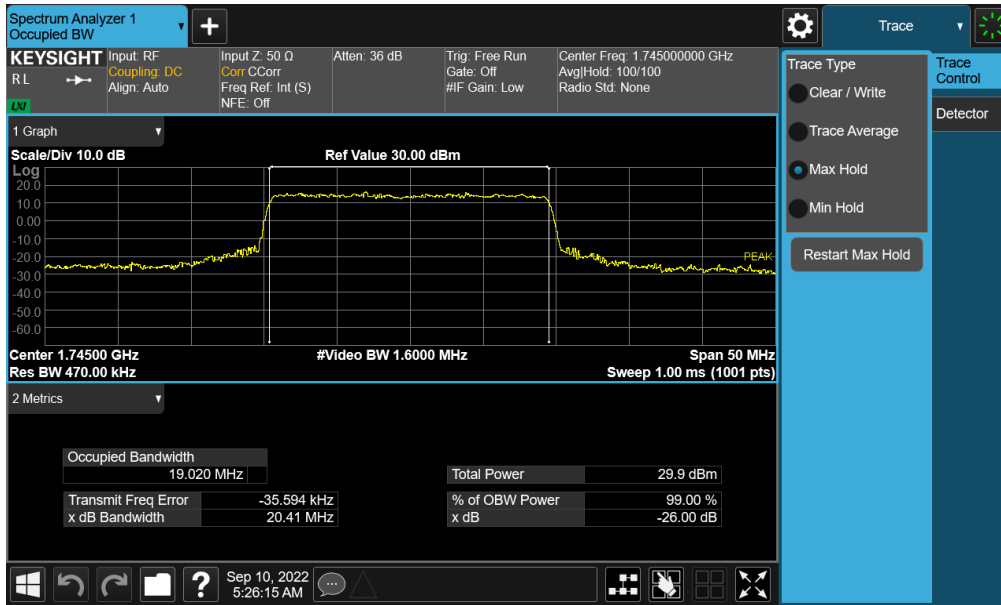 Spectrum Analyzer 1
Occupied BW
+
Trace
KEYSIGHT
R L
LXI
Input: RF
Coupling: DC
Align: Auto
Input Z: 50 Ω
Corr CCorr
Freq Ref: Int (S)
NFE: Off
Atten: 36 dB
Trig: Free Run
Gate: Off
#IF Gain: Low
Center Freq: 1.745000000 GHz
Avg|Hold: 100/100
Radio Std: None
Trace Type
Clear / Write
Trace Average
Max Hold
Min Hold
Restart Max Hold
Trace
Control
Detector
1 Graph
Scale/Div 10.0 dB
Ref Value 30.00 dBm
Log
20.0
10.0
0.00
-10.0
-20.0
-30.0
-40.0
-50.0
-60.0
PEAK
Center 1.74500 GHz
#Video BW 1.6000 MHz
Span 50 MHz
Res BW 470.00 kHz
Sweep 1.00 ms (1001 pts)
2 Metrics
Occupied Bandwidth
19.020 MHz
Total Power 29.9 dBm
Transmit Freq Error -35.594 kHz
% of OBW Power 99.00 %
x dB Bandwidth 20.41 MHz
x dB -26.00 dB
?
Sep 10, 2022
5:26:15 AM